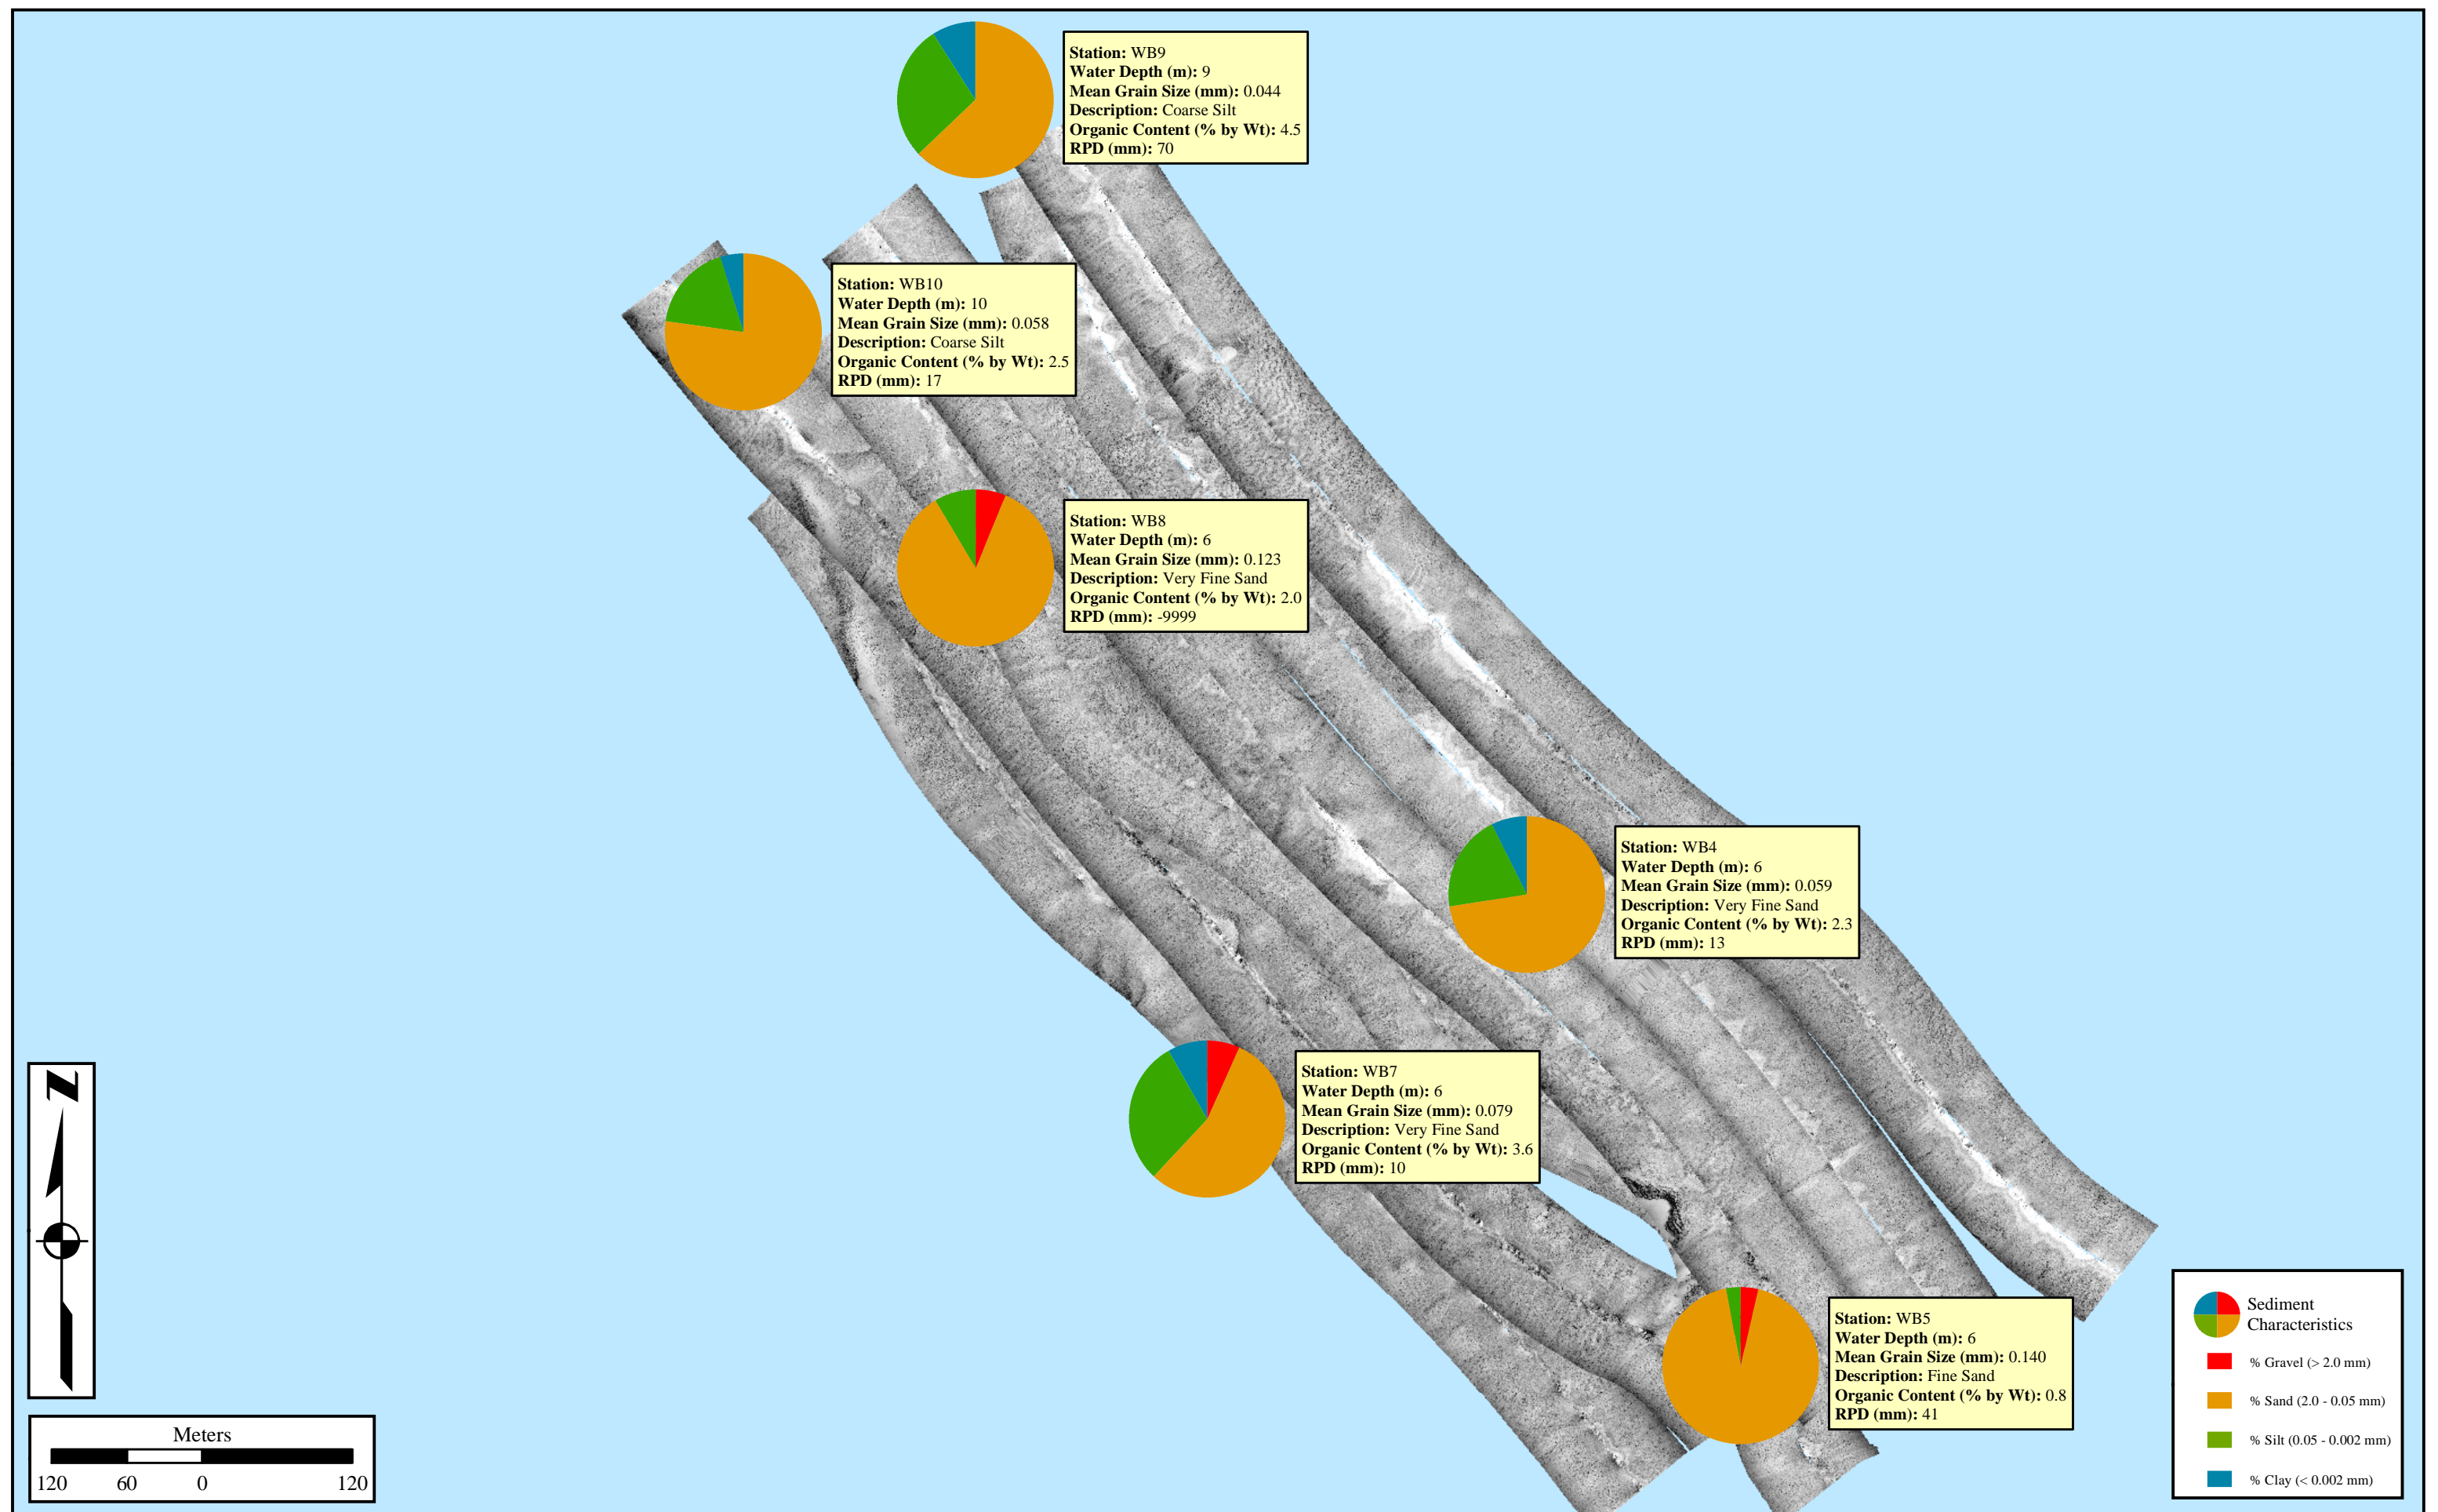 Station: WB9
Water Depth (m): 9
Mean Grain Size (mm): 0.044
Description: Coarse Silt
Organic Content (% by Wt): 4.5
RPD (mm): 70
Station: WB10
Water Depth (m): 10
Mean Grain Size (mm): 0.058
Description: Coarse Silt
Organic Content (% by Wt): 2.5
RPD (mm): 17
Station: WB8
Water Depth (m): 6
Mean Grain Size (mm): 0.123
Description: Very Fine Sand
Organic Content (% by Wt): 2.0
RPD (mm): -9999
Station: WB4
Water Depth (m): 6
Mean Grain Size (mm): 0.059
Description: Very Fine Sand
Organic Content (% by Wt): 2.3
RPD (mm): 13
Station: WB7
Water Depth (m): 6
Mean Grain Size (mm): 0.079
Description: Very Fine Sand
Organic Content (% by Wt): 3.6
RPD (mm): 10
Station: WB5
Water Depth (m): 6
Mean Grain Size (mm): 0.140
Description: Fine Sand
Organic Content (% by Wt): 0.8
RPD (mm): 41
N
Meters
120 60 0 120
Sediment
Characteristics
% Gravel (> 2.0 mm)
% Sand (2.0 - 0.05 mm)
% Silt (0.05 - 0.002 mm)
% Clay (< 0.002 mm)